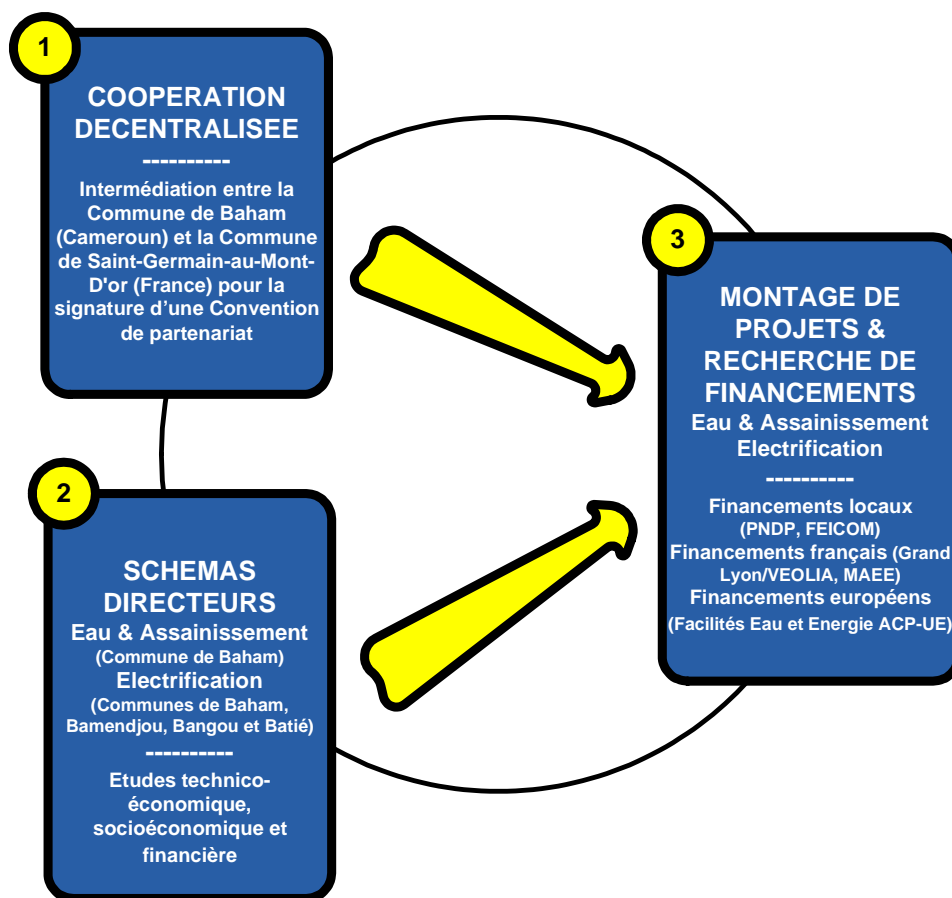 1
COOPERATION
DECENTRALISEE
----------
Intermédiation entre la
Commune de Baham
(Cameroun) et la Commune
de Saint-Germain-au-Mont-
D'or (France) pour la
signature d’une Convention
de partenariat
2
SCHEMAS
DIRECTEURS
Eau & Assainissement
(Commune de Baham)
Electrification
(Communes de Baham,
Bamendjou, Bangou et Batié)
----------
Etudes technico-
économique,
socioéconomique et
financière
3
MONTAGE DE
PROJETS &
RECHERCHE DE
FINANCEMENTS
Eau & Assainissement
Electrification
----------
Financements locaux
(PNDP, FEICOM)
Financements français (Grand
Lyon/VEOLIA, MAEE)
Financements européens
(Facilités Eau et Energie ACP-UE)